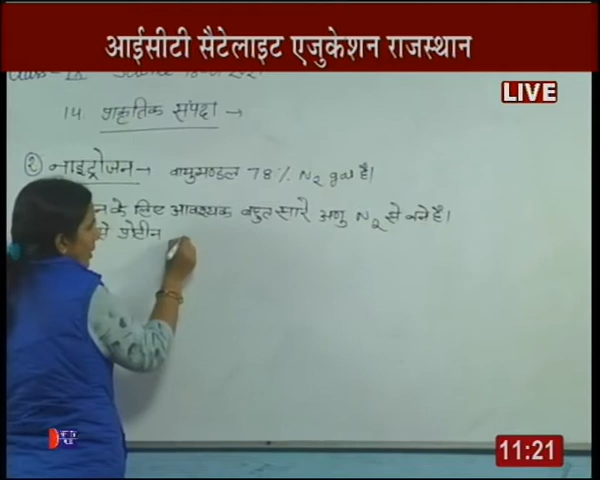 आईसीटी सैटेलाइट एजुकेशन राजस्थान
LIVE
14. प्राकृतिक संपदा →
② नाइट्रोजन → वायुमण्डल 78% N2 gas है।
न के लिए आवश्यक बहुत सारे अणु N2 से बने है।
प्रोटीन
11:21